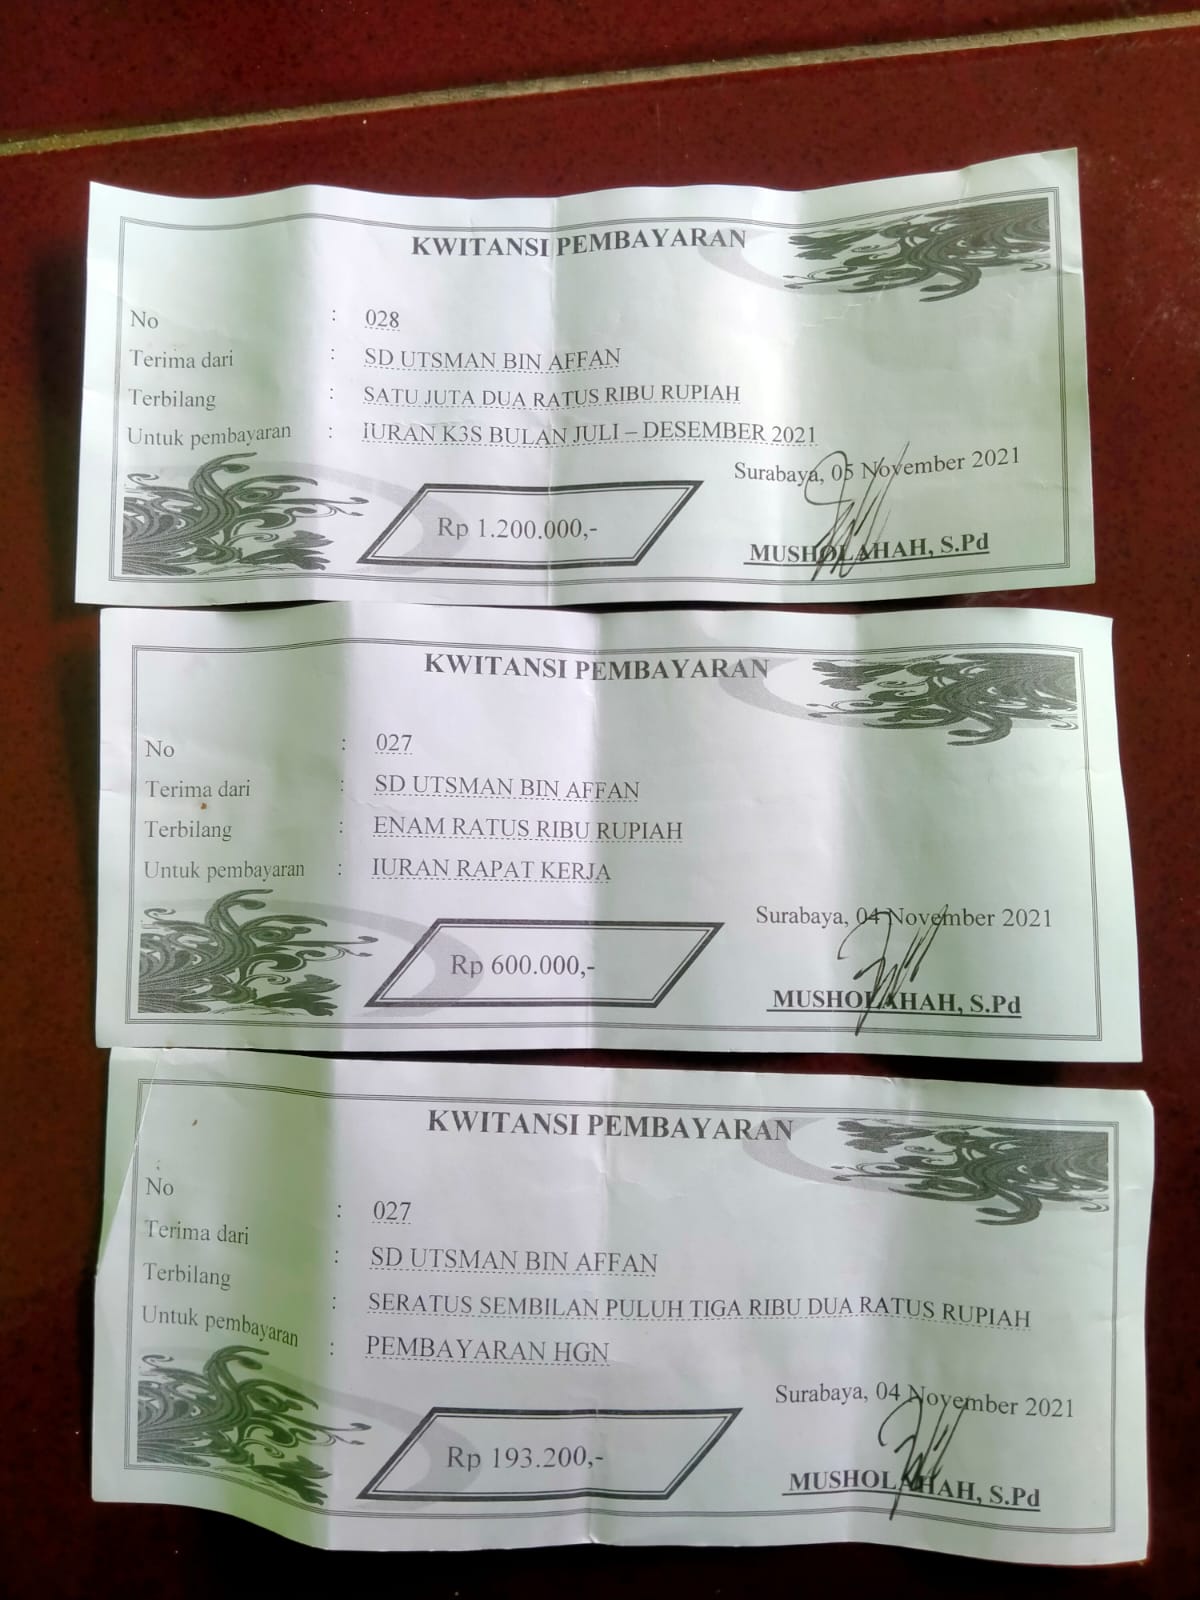 KWITANSI PEMBAYARAN
No : 028
Terima dari : SD UTSMAN BIN AFFAN
Terbilang : SATU JUTA DUA RATUS RIBU RUPIAH
Untuk pembayaran : IURAN K3S BULAN JULI – DESEMBER 2021
Surabaya, 05 November 2021
Rp 1.200.000,-
MUSHOLAHAH, S.Pd
KWITANSI PEMBAYARAN
No : 027
Terima dari : SD UTSMAN BIN AFFAN
Terbilang : ENAM RATUS RIBU RUPIAH
Untuk pembayaran : IURAN RAPAT KERJA
Surabaya, 04 November 2021
Rp 600.000,-
MUSHOLAHAH, S.Pd
KWITANSI PEMBAYARAN
No : 027
Terima dari : SD UTSMAN BIN AFFAN
Terbilang : SERATUS SEMBILAN PULUH TIGA RIBU DUA RATUS RUPIAH
Untuk pembayaran : PEMBAYARAN HGN
Surabaya, 04 November 2021
Rp 193.200,-
MUSHOLAHAH, S.Pd